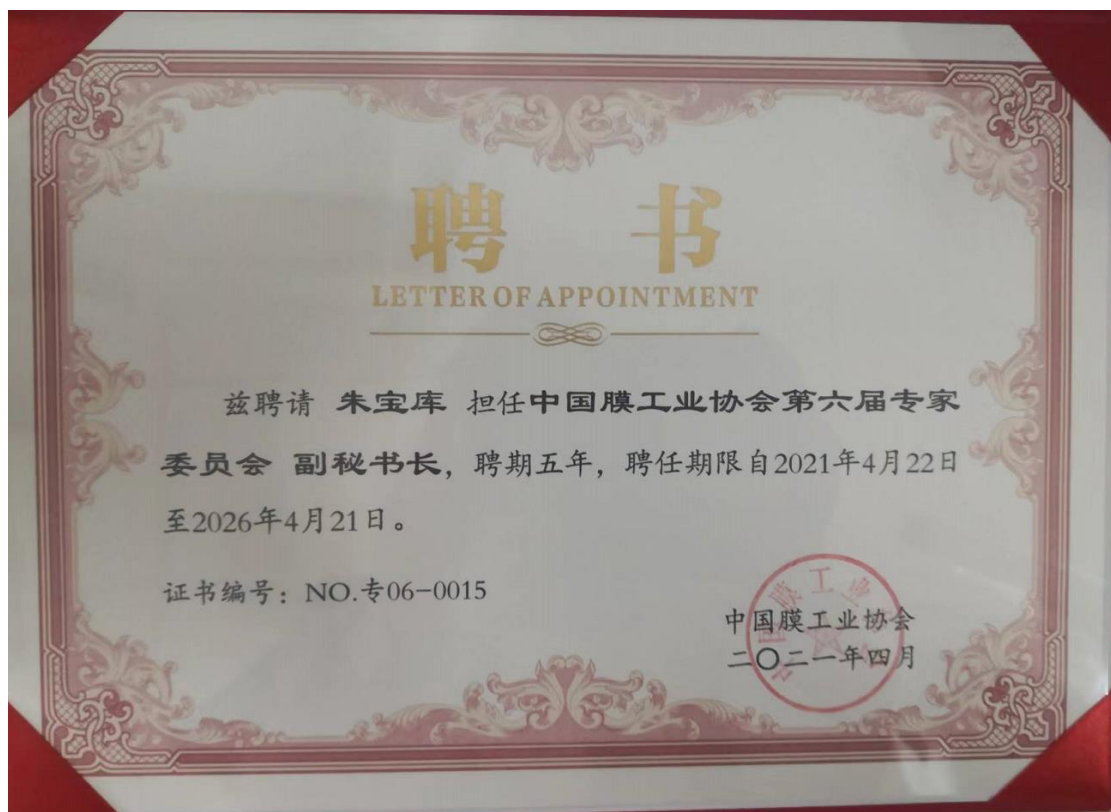 聘 书
LETTER OF APPOINTMENT
兹聘请 朱宝库 担任中国膜工业协会第六届专家
委员会 副秘书长，聘期五年，聘任期限自2021年4月22日
至2026年4月21日。
证书编号：NO.专06-0015
中国膜工业协会
二〇二一年四月